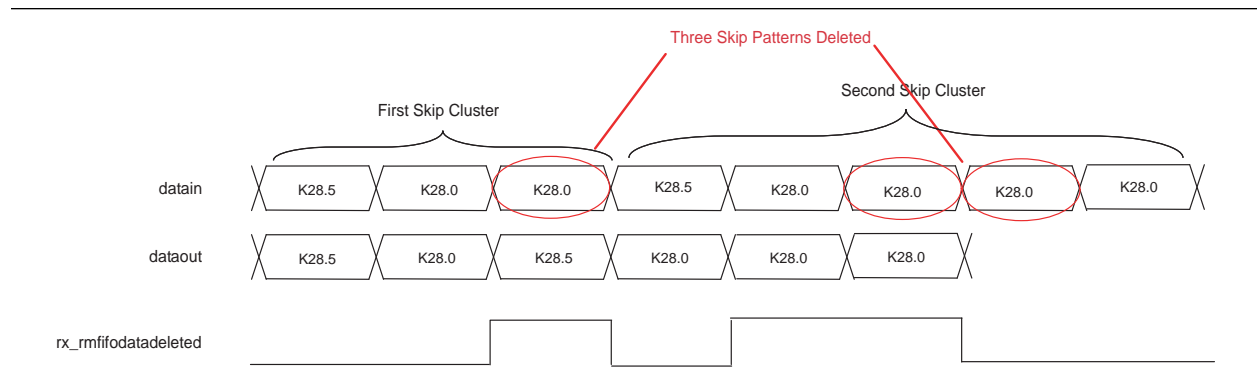 Three Skip Patterns Deleted
First Skip Cluster
Second Skip Cluster
datain K28.5 K28.0 K28.0 K28.5 K28.0 K28.0 K28.0 K28.0
dataout K28.5 K28.0 K28.5 K28.0 K28.0 K28.0
rx_rmfifodatadeleted